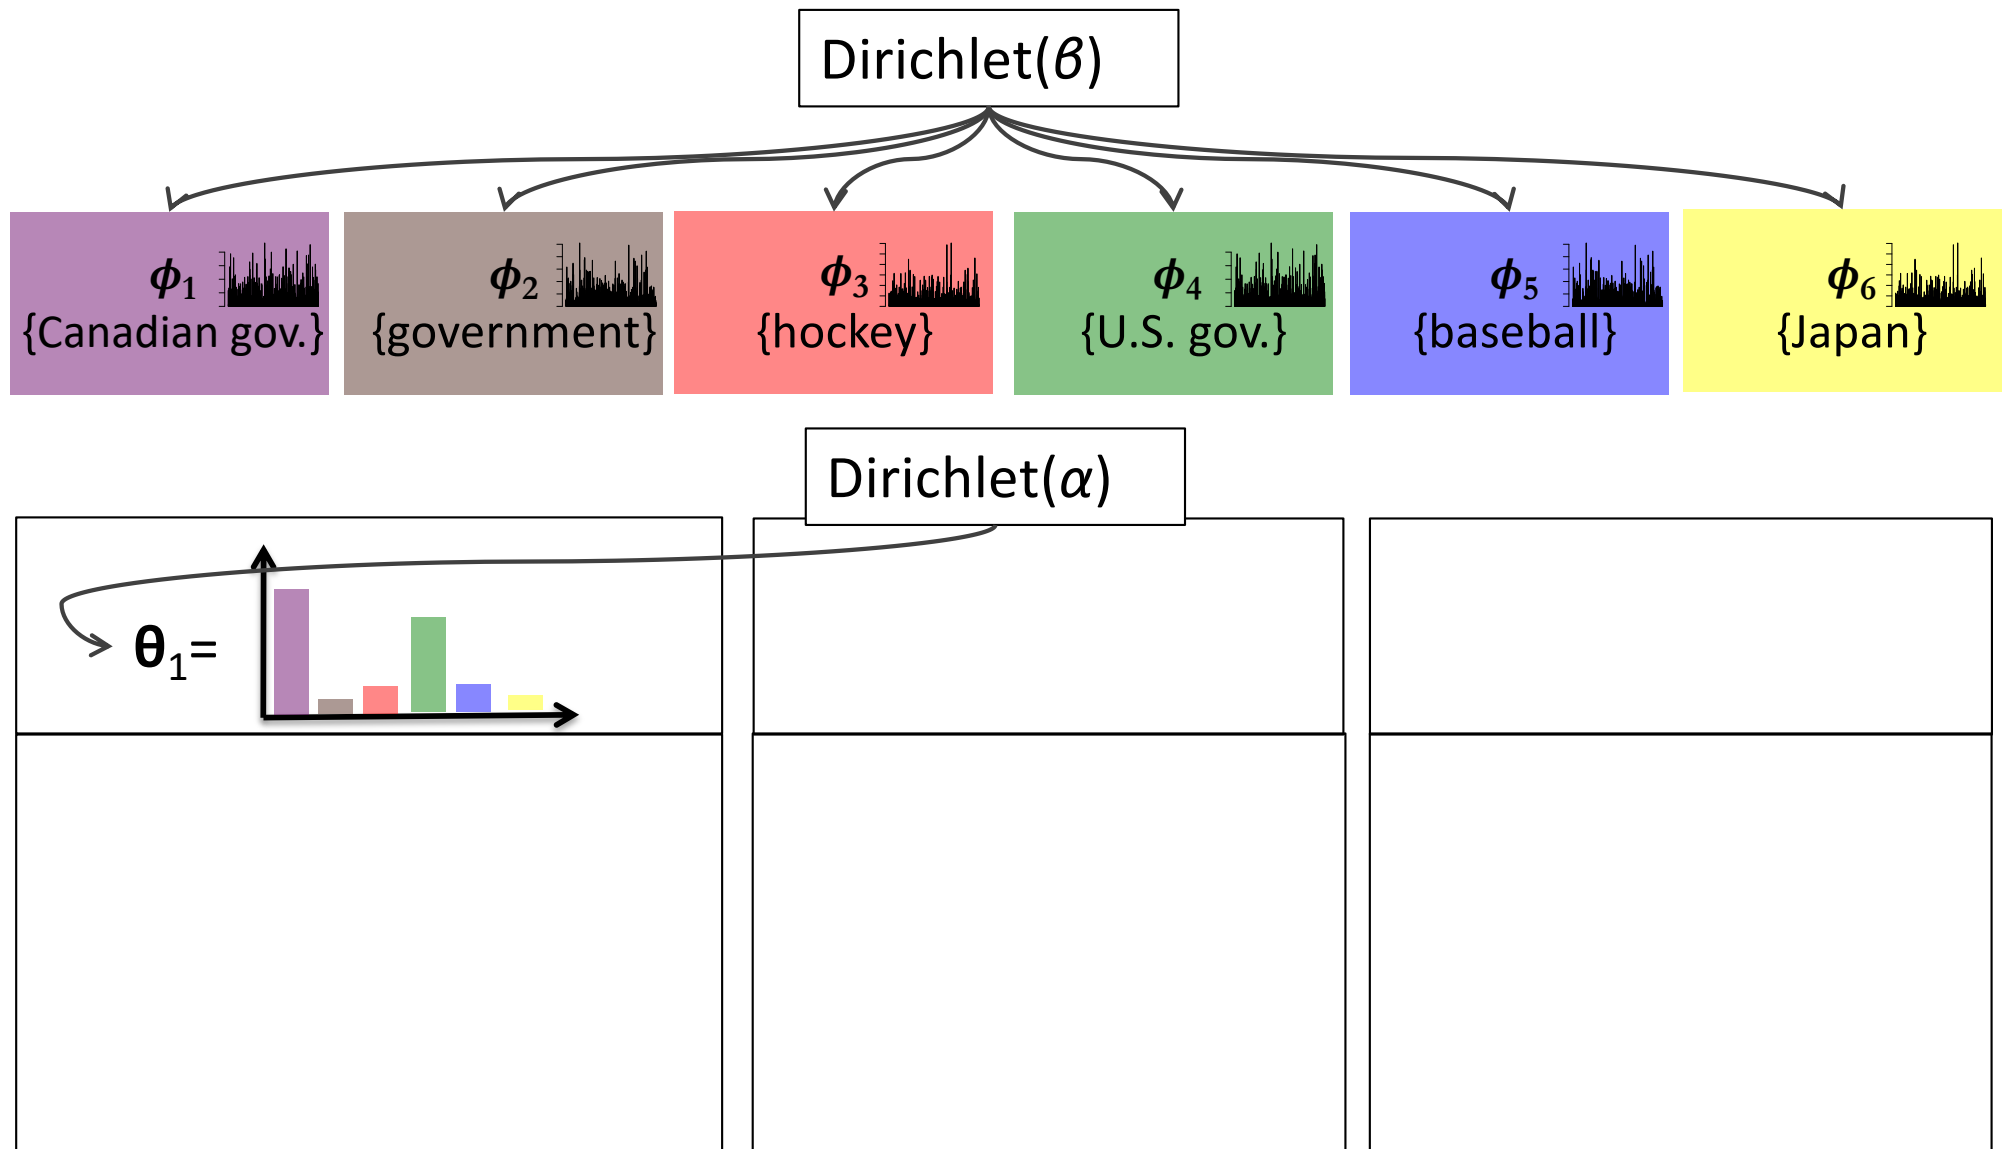 Dirichlet(β)
ϕ₁
{Canadian gov.}
ϕ₂
{government}
ϕ₃
{hockey}
ϕ₄
{U.S. gov.}
ϕ₅
{baseball}
ϕ₆
{Japan}
Dirichlet(α)
θ₁=